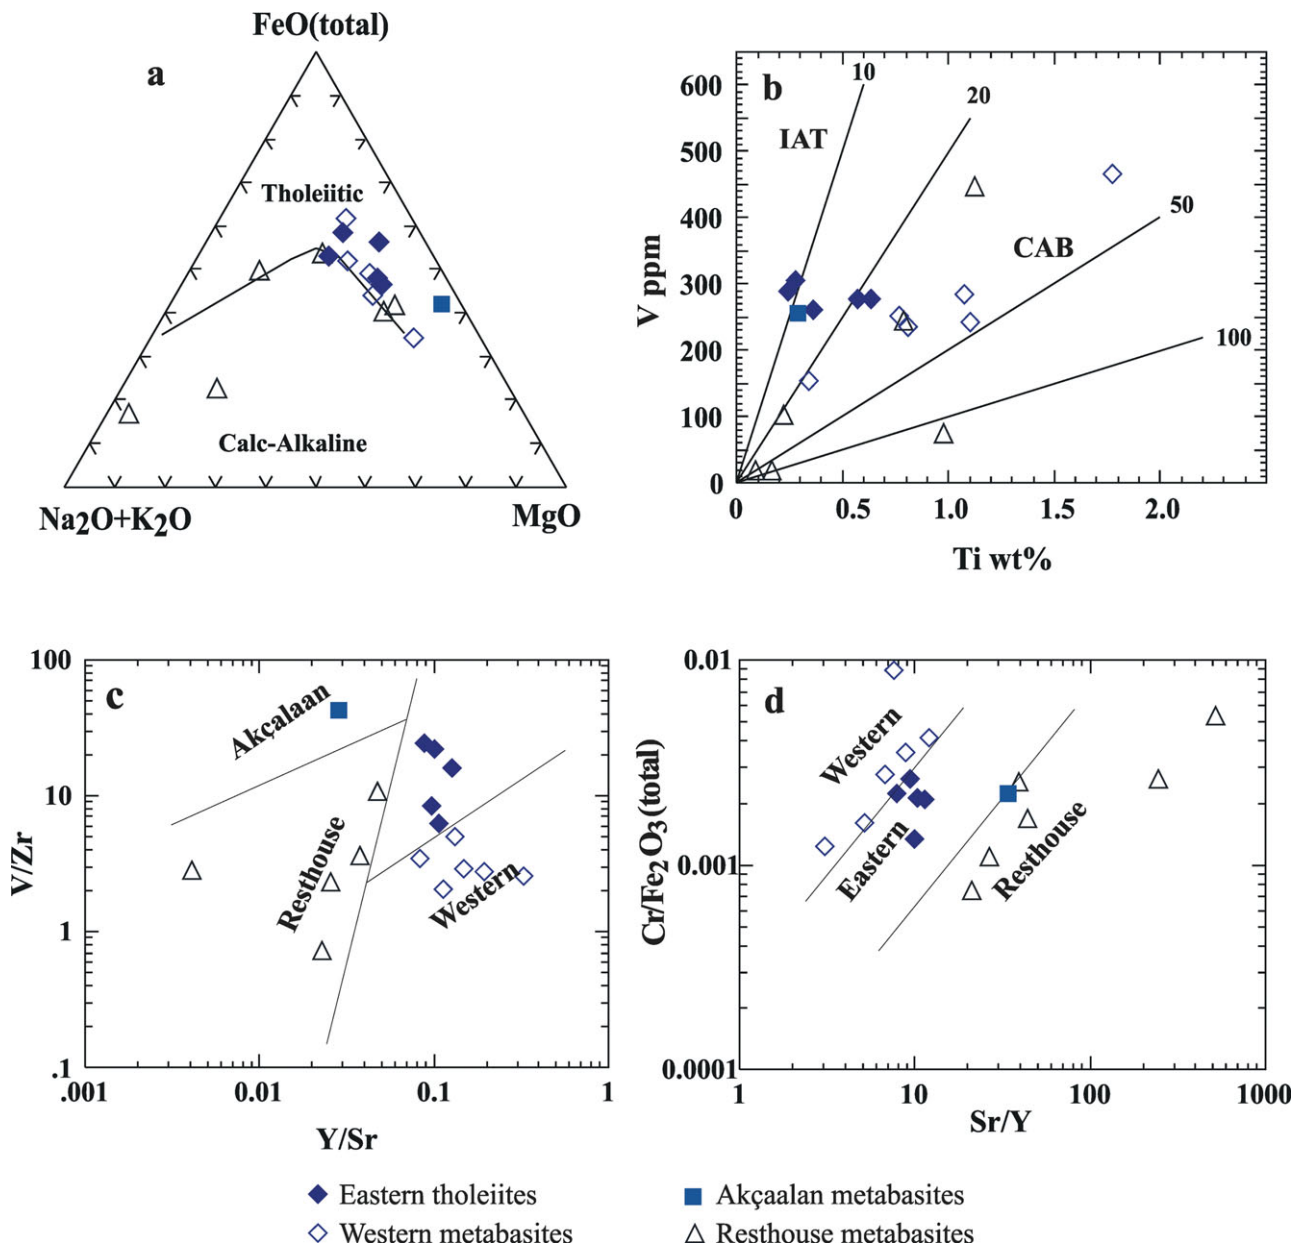 FeO(total)
a
Tholeiitic
Calc-Alkaline
Na2O+K2O
MgO
b
600
500
400
300
200
100
0
V ppm
10
20
50
100
IAT
CAB
0
0.5
1.0
1.5
2.0
Ti wt%
c
100
10
1
.1
V/Zr
Akçalaan
Resthouse
Western
.001
0.01
0.1
1
Y/Sr
d
0.01
0.001
0.0001
Cr/Fe2O3(total)
Western
Eastern
Resthouse
1
10
100
1000
Sr/Y
Eastern tholeiites
Akçaalan metabasites
Western metabasites
Resthouse metabasites